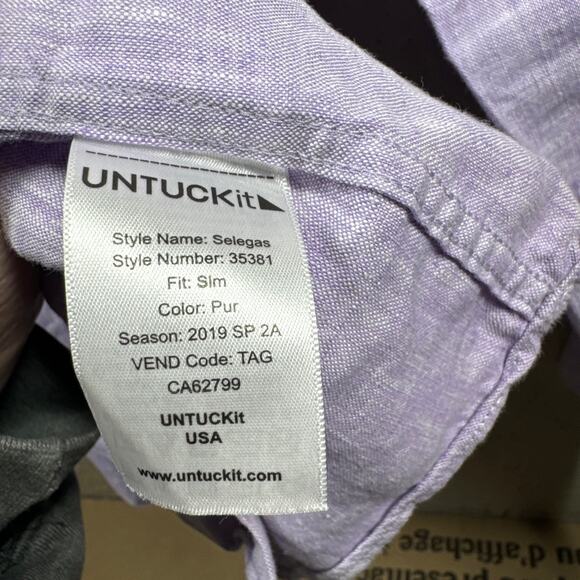 UNTUCKit
Style Name: Selegas
Style Number: 35381
Fit: Slm
Color: Pur
Season: 2019 SP 2A
VEND Code: TAG
CA62799
UNTUCKit
USA
www.untuckit.com
u d'affichage
présenta